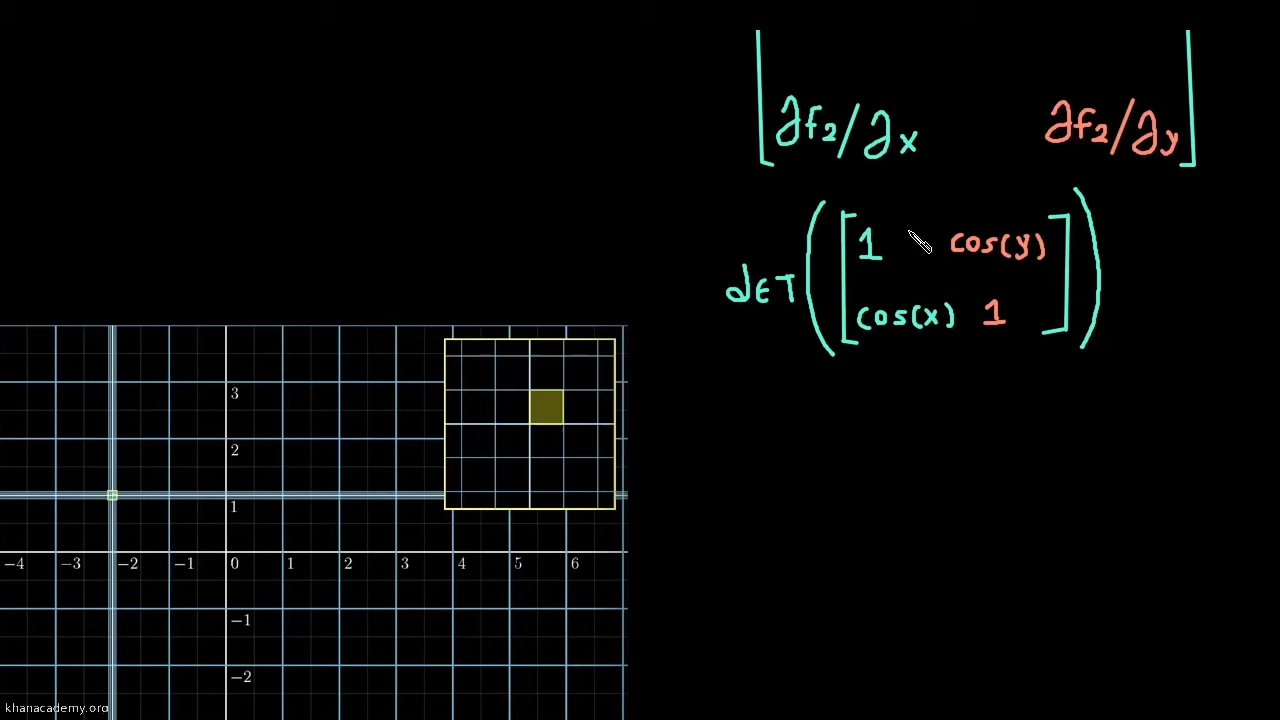 ∂f₂/∂x ∂f₂/∂y
DET([1 cos(y)
cos(x) 1])
3
2
1
−4 −3 −2 −1 0 1 2 3 4 5 6
−1
−2
khanacademy.org